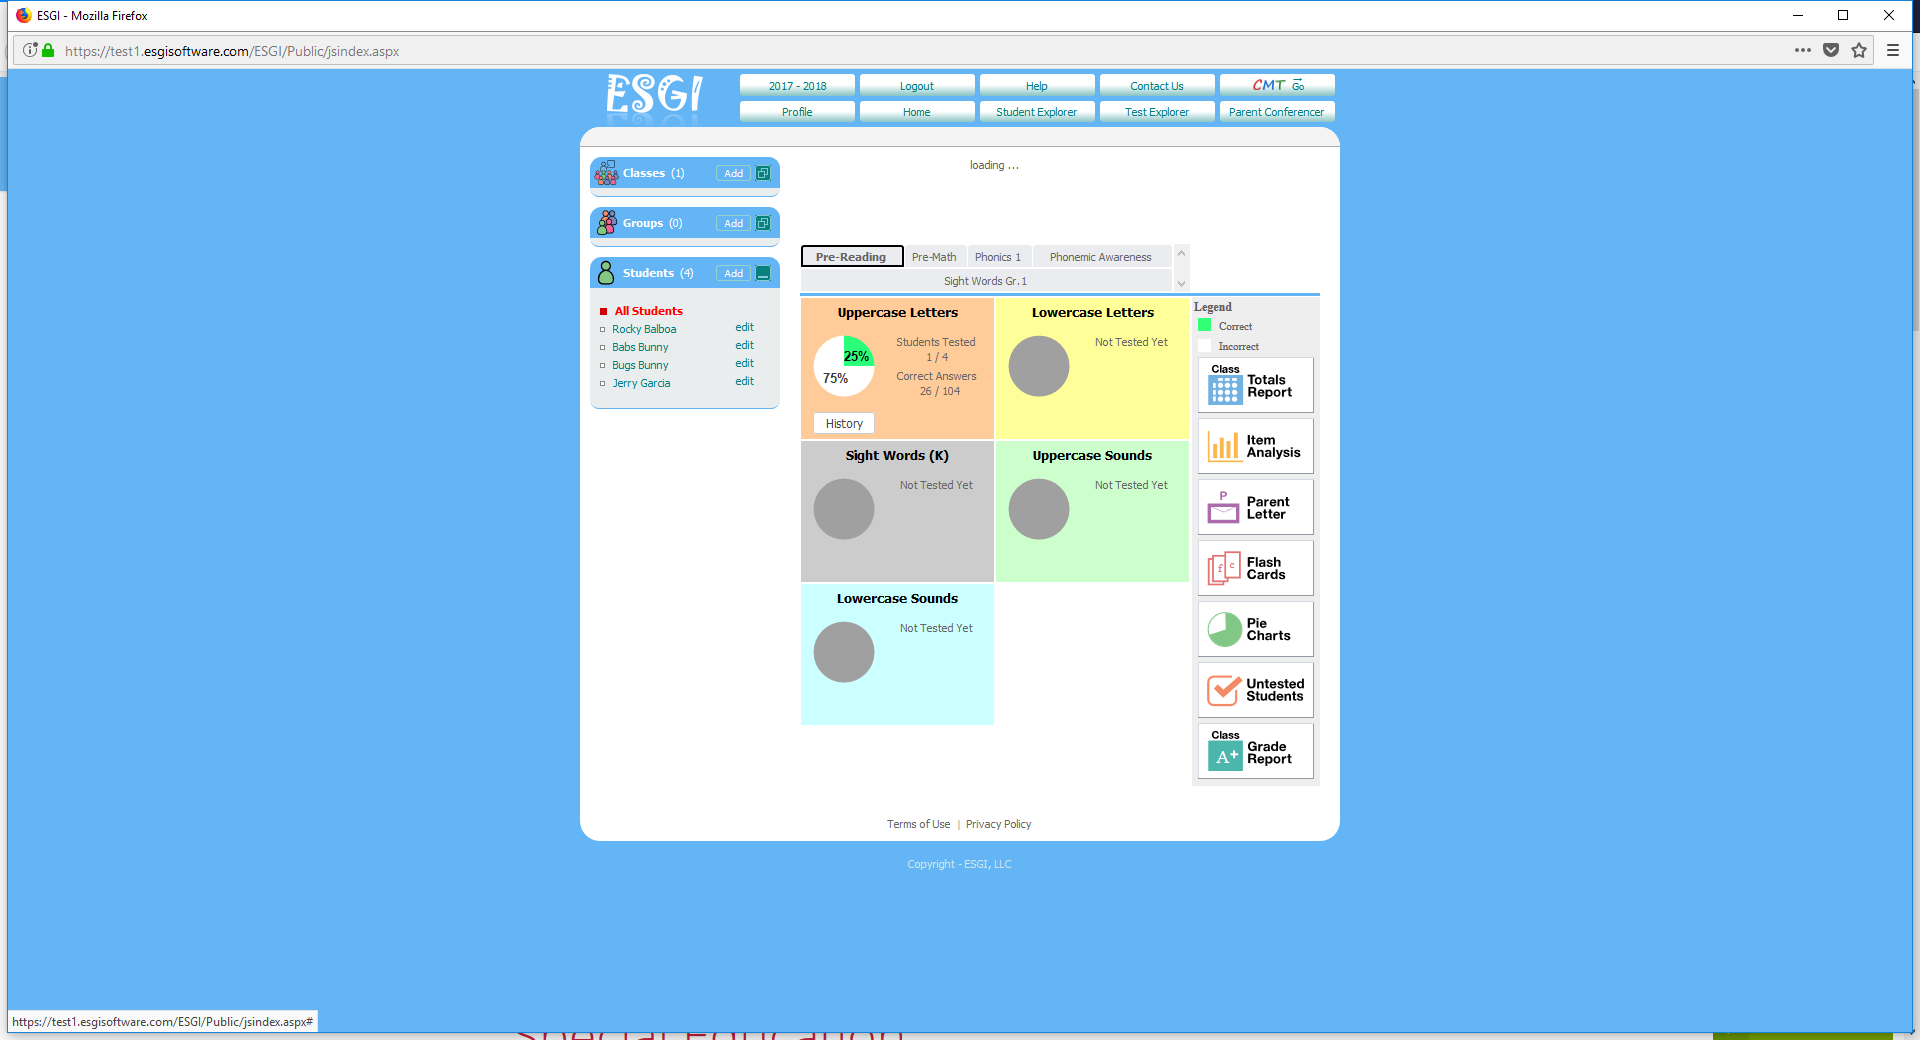 ESGI - Mozilla Firefox
https://test1.esgisoftware.com/ESGI/Public/jsindex.aspx
ESGI
2017 - 2018 Logout Help Contact Us CMT Go
Profile Home Student Explorer Test Explorer Parent Conferencer
Classes (1) Add
Groups (0) Add
Students (4) Add
All Students
Rocky Balboa edit
Babs Bunny edit
Bugs Bunny edit
Jerry Garcia edit
loading ...
Pre-Reading Pre-Math Phonics 1 Phonemic Awareness
Sight Words Gr.1
Uppercase Letters
25%
75%
Students Tested
1 / 4
Correct Answers
26 / 104
History
Lowercase Letters
Not Tested Yet
Sight Words (K)
Not Tested Yet
Uppercase Sounds
Not Tested Yet
Lowercase Sounds
Not Tested Yet
Legend
Correct
Incorrect
Class
Totals
Report
Item
Analysis
P
Parent
Letter
f c
Flash
Cards
Pie
Charts
Untested
Students
Class
A+
Grade
Report
Terms of Use | Privacy Policy
Copyright - ESGI, LLC
https://test1.esgisoftware.com/ESGI/Public/jsindex.aspx#
Special Education